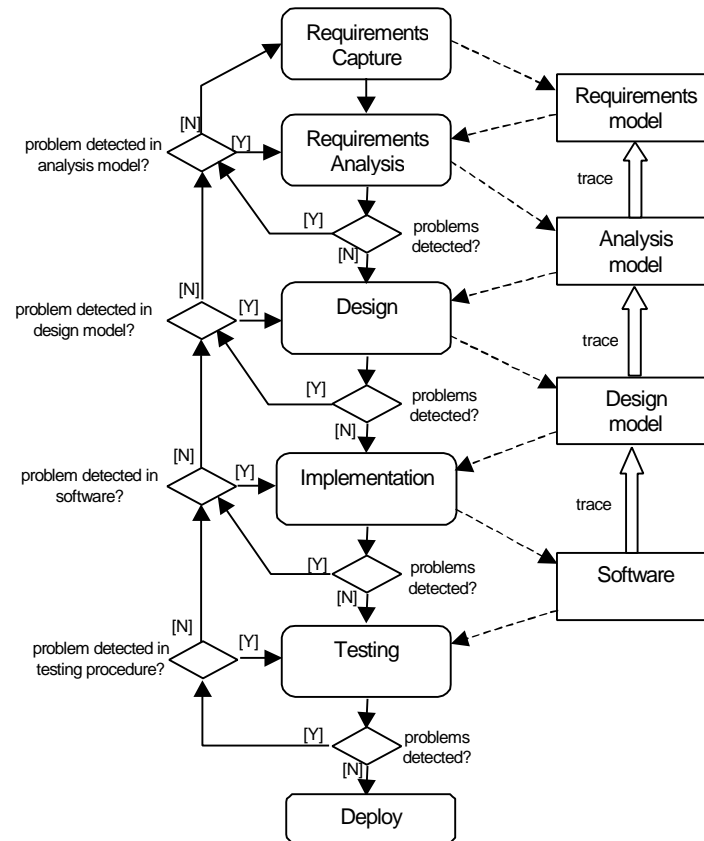 Requirements
Capture
Requirements
model
[N]
problem detected in
analysis model?
[Y]
Requirements
Analysis
trace
[Y]
problems
detected?
[N]
Analysis
model
[N]
problem detected in
design model?
[Y]
Design
trace
[Y]
problems
detected?
[N]
Design
model
[N]
problem detected in
software?
[Y]
Implementation
trace
[Y]
problems
detected?
[N]
Software
[N]
problem detected in
testing procedure?
[Y]
Testing
[Y]
problems
detected?
[N]
Deploy